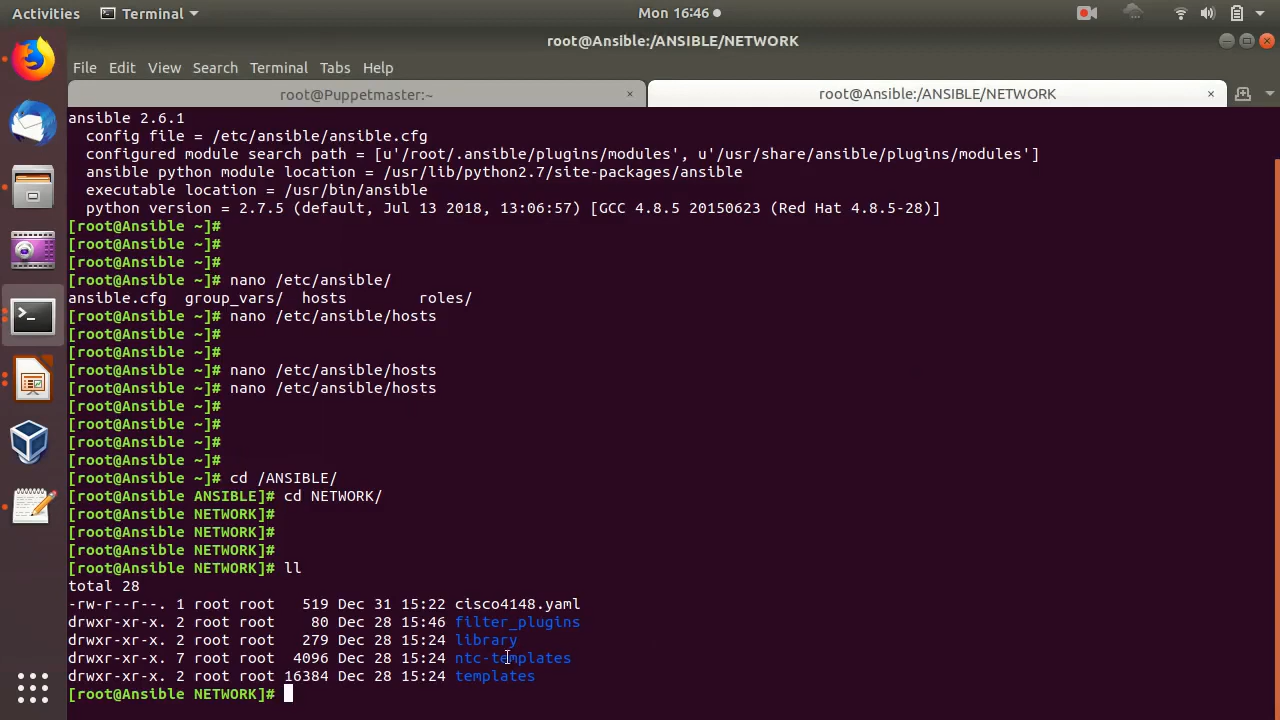 Activities Terminal Mon 16:46
root@Ansible:/ANSIBLE/NETWORK
File Edit View Search Terminal Tabs Help
root@Puppetmaster:~ × root@Ansible:/ANSIBLE/NETWORK ×
ansible 2.6.1
  config file = /etc/ansible/ansible.cfg
  configured module search path = [u'/root/.ansible/plugins/modules', u'/usr/share/ansible/plugins/modules']
  ansible python module location = /usr/lib/python2.7/site-packages/ansible
  executable location = /usr/bin/ansible
  python version = 2.7.5 (default, Jul 13 2018, 13:06:57) [GCC 4.8.5 20150623 (Red Hat 4.8.5-28)]
[root@Ansible ~]#
[root@Ansible ~]#
[root@Ansible ~]#
[root@Ansible ~]# nano /etc/ansible/
ansible.cfg  group_vars/  hosts        roles/
[root@Ansible ~]# nano /etc/ansible/hosts
[root@Ansible ~]#
[root@Ansible ~]#
[root@Ansible ~]# nano /etc/ansible/hosts
[root@Ansible ~]# nano /etc/ansible/hosts
[root@Ansible ~]#
[root@Ansible ~]#
[root@Ansible ~]#
[root@Ansible ~]#
[root@Ansible ~]# cd /ANSIBLE/
[root@Ansible ANSIBLE]# cd NETWORK/
[root@Ansible NETWORK]#
[root@Ansible NETWORK]#
[root@Ansible NETWORK]#
[root@Ansible NETWORK]# ll
total 28
-rw-r--r--. 1 root root   519 Dec 31 15:22 cisco4148.yaml
drwxr-xr-x. 2 root root    80 Dec 28 15:46 filter_plugins
drwxr-xr-x. 2 root root   279 Dec 28 15:24 library
drwxr-xr-x. 7 root root  4096 Dec 28 15:24 ntc-templates
drwxr-xr-x. 2 root root 16384 Dec 28 15:24 templates
[root@Ansible NETWORK]#